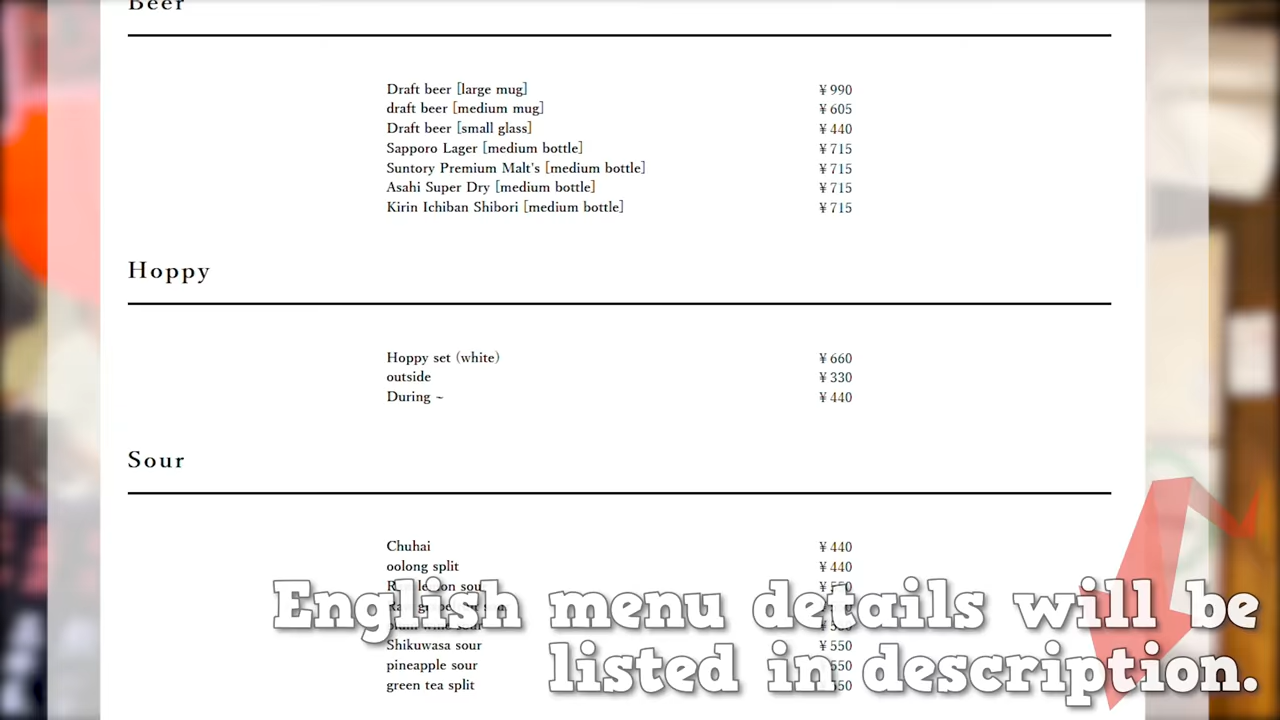 Beer
Draft beer [large mug] ¥990
draft beer [medium mug] ¥605
Draft beer [small glass] ¥440
Sapporo Lager [medium bottle] ¥715
Suntory Premium Malt's [medium bottle] ¥715
Asahi Super Dry [medium bottle] ¥715
Kirin Ichiban Shibori [medium bottle] ¥715
Hoppy
Hoppy set (white) ¥660
outside ¥330
During ~ ¥440
Sour
Chuhai ¥440
oolong split ¥440
Shikuwasa sour ¥550
pineapple sour
green tea split
English menu details will be
listed in description.